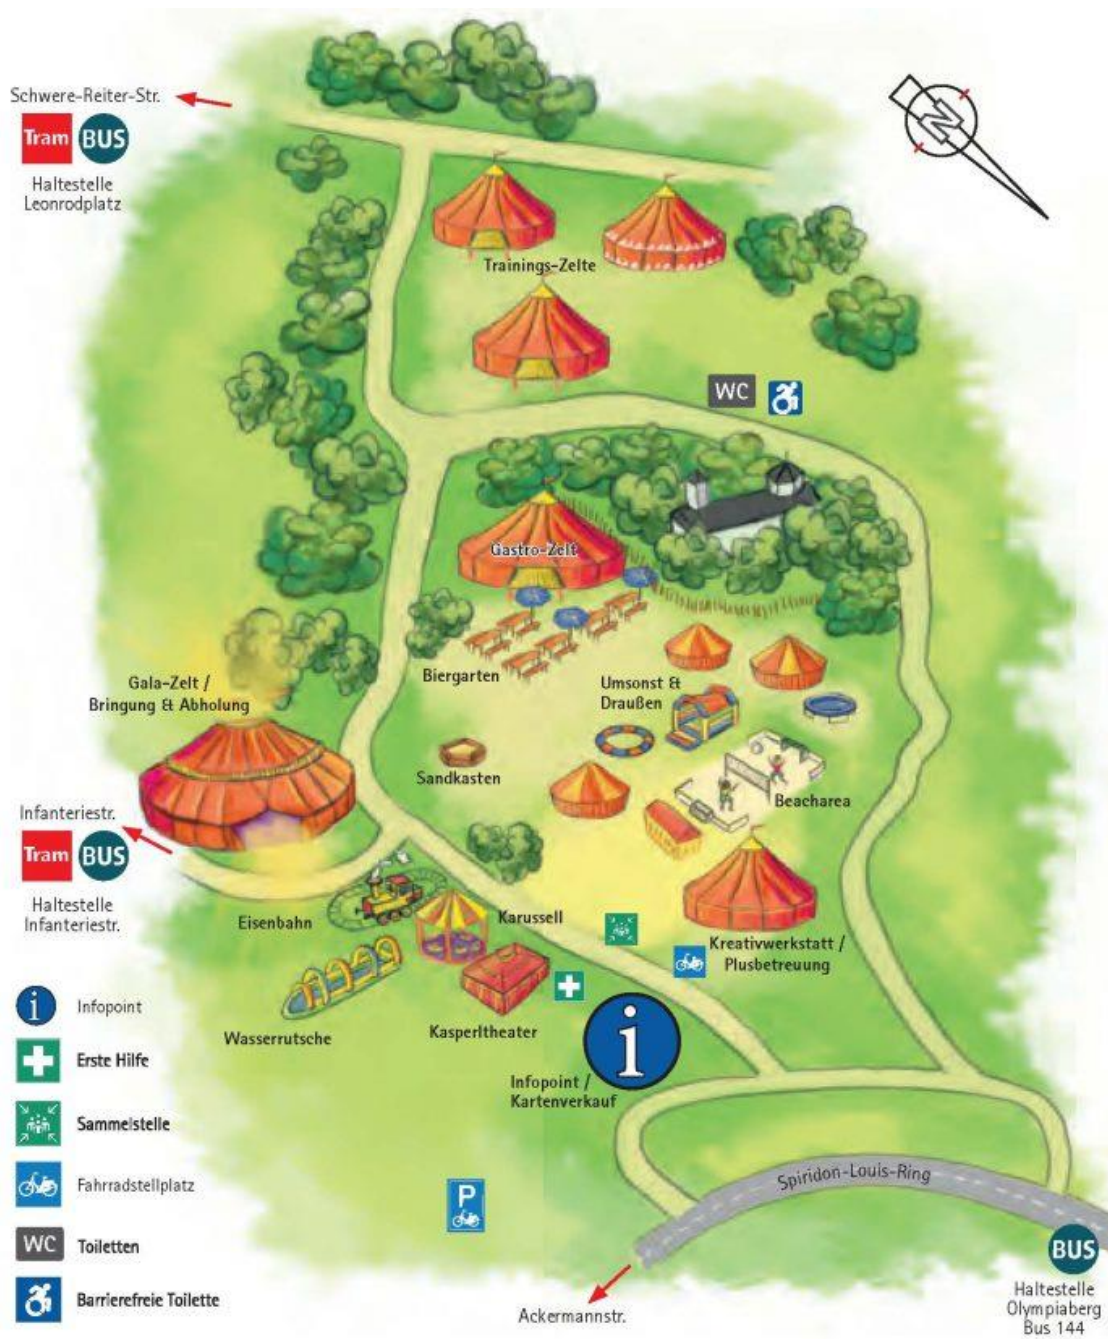 Schwere-Reiter-Str.
Tram BUS
Haltestelle
Leonrodplatz
N
Trainings-Zelte
WC
Gastro-Zelt
Biergarten
Umsonst &
Draußen
Gala-Zelt /
Bringung & Abholung
Sandkasten
Beacharea
Infanteriestr.
Tram BUS
Haltestelle
Infanteriestr.
Eisenbahn
Karussell
Kreativwerkstatt /
Plusbetreuung
Wasserrutsche
Kasperltheater
i
Infopoint /
Kartenverkauf
i Infopoint
Erste Hilfe
Sammelstelle
Fahrradstellplatz
WC Toiletten
Barrierefreie Toilette
P
Spiridon-Louis-Ring
BUS
Haltestelle
Olympiaberg
Bus 144
Ackermannstr.